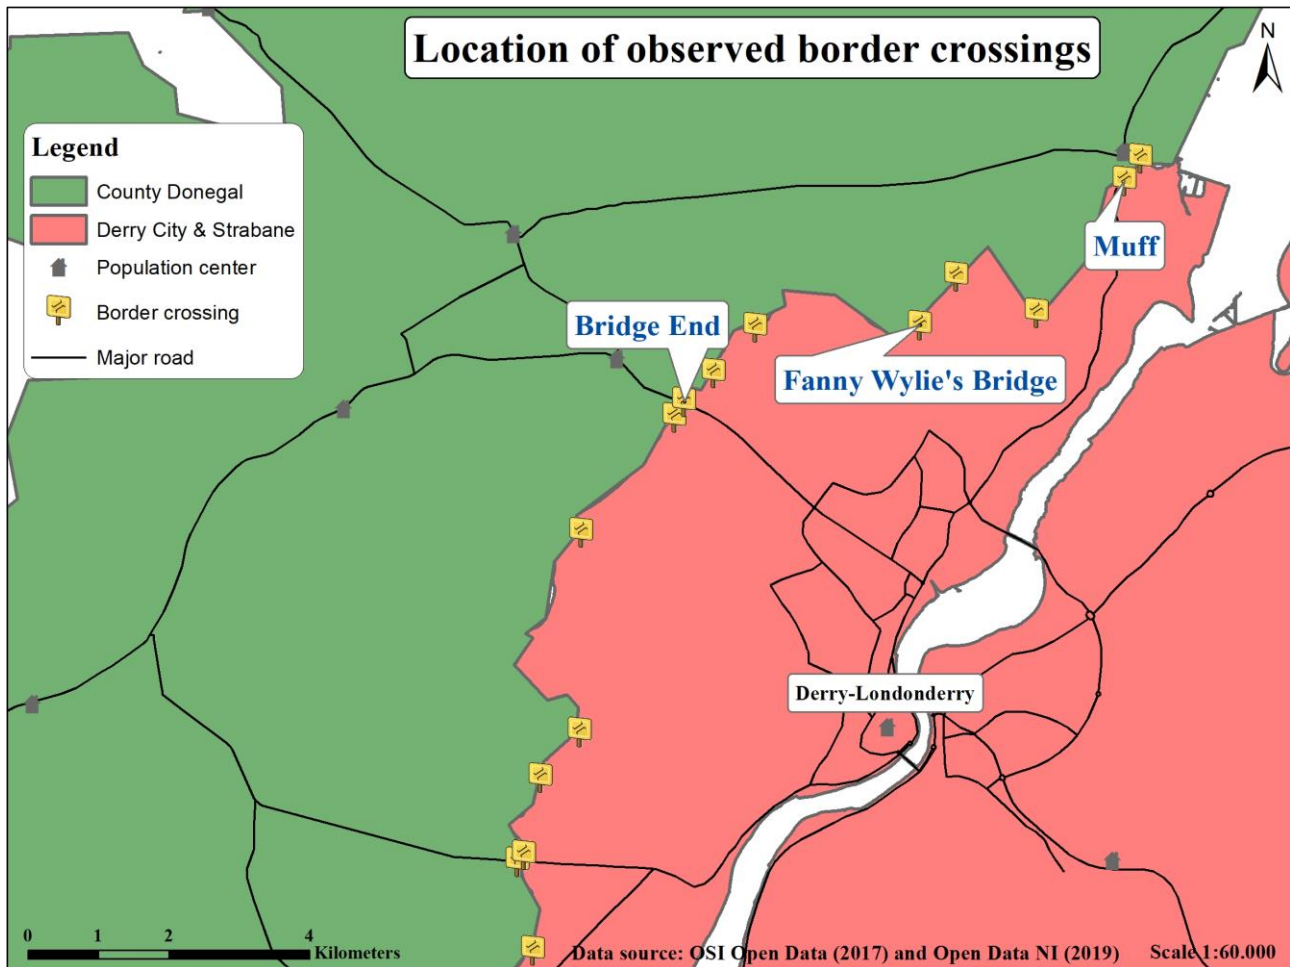 Location of observed border crossings
N
Legend
County Donegal
Derry City & Strabane
Population center
Border crossing
Major road
Muff
Bridge End
Fanny Wylie's Bridge
Derry-Londonderry
0 1 2 4
Kilometers
Data source: OSI Open Data (2017) and Open Data NI (2019) Scale 1:60.000